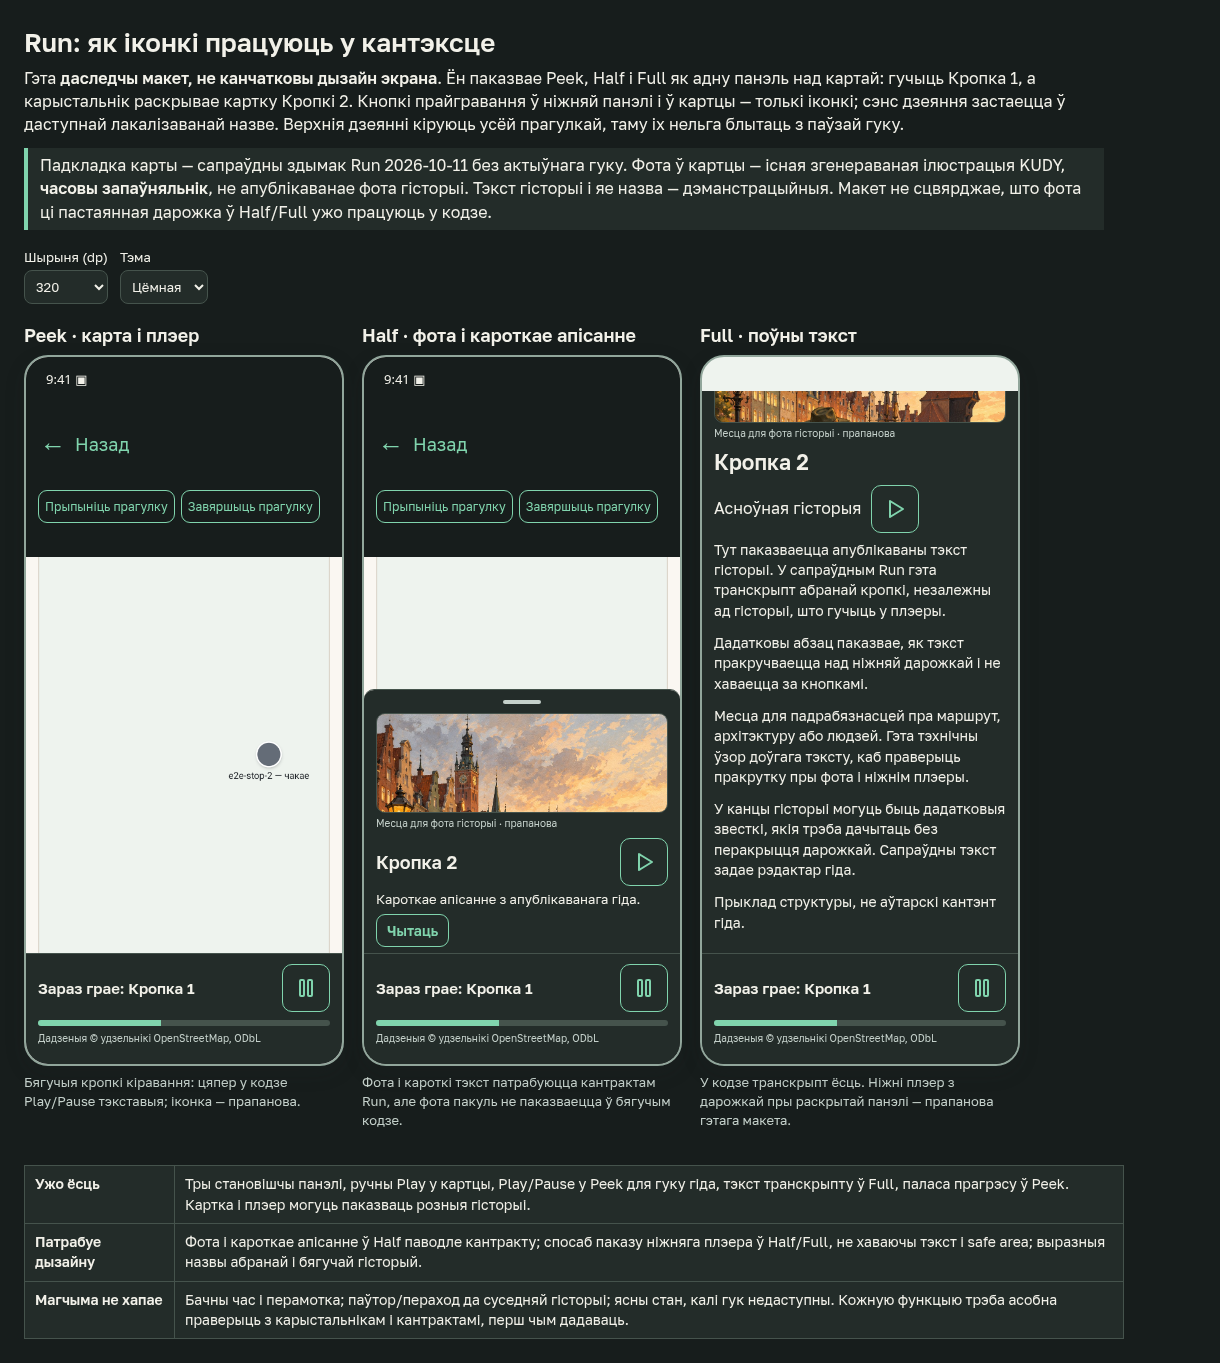 Run: як іконкі працуюць у кантэксце
Гэта даследчы макет, не канчатковы дызайн экрана. Ён паказвае Peek, Half і Full як адну панэль над картай: гучыць Кропка 1, а
карыстальнік раскрывае картку Кропкі 2. Кнопкі прайгравання ў ніжняй панэлі і ў картцы — толькі іконкі; сэнс дзеяння застаецца ў
даступнай лакалізаванай назве. Верхнія дзеянні кіруюць усёй прагулкай, таму іх нельга блытаць з паўзай гуку.
Падкладка карты — сапраўдны здымак Run 2026-10-11 без актыўнага гуку. Фота ў картцы — існая згенераваная ілюстрацыя KUDY,
часовы запаўняльнік, не апублікаванае фота гісторыі. Тэкст гісторыі і яе назва — дэманстрацыйныя. Макет не сцвярджае, што фота
ці пастаянная дарожка ў Half/Full ужо працуюць у кодзе.
Шырыня (dp) Тэма
320 Цёмная
Peek · карта і плэер
9:41 ▣
← Назад
Прыпыніць прагулку Завяршыць прагулку
e2e-stop-2 — чакае
Зараз грае: Кропка 1
Дадзеныя © удзельнікі OpenStreetMap, ODbL
Бягучыя кропкі кіравання: цяпер у кодзе
Play/Pause тэкставыя; іконка — прапанова.
Half · фота і кароткае апісанне
9:41 ▣
← Назад
Прыпыніць прагулку Завяршыць прагулку
Месца для фота гісторыі · прапанова
Кропка 2
Кароткае апісанне з апублікаванага гіда.
Чытаць
Зараз грае: Кропка 1
Дадзеныя © удзельнікі OpenStreetMap, ODbL
Фота і кароткі тэкст патрабуюцца кантрактам
Run, але фота пакуль не паказваецца ў бягучым
кодзе.
Full · поўны тэкст
Месца для фота гісторыі · прапанова
Кропка 2
Асноўная гісторыя
Тут паказваецца апублікаваны тэкст
гісторыі. У сапраўдным Run гэта
транскрыпт абранай кропкі, незалежны
ад гісторыі, што гучыць у плэеры.
Дадатковы абзац паказвае, як тэкст
пракручваецца над ніжняй дарожкай і не
хаваецца за кнопкамі.
Месца для падрабязнасцей пра маршрут,
архітэктуру або людзей. Гэта тэхнічны
ўзор доўгага тэксту, каб праверыць
пракрутку пры фота і ніжнім плэеры.
У канцы гісторыі могуць быць дадатковыя
звесткі, якія трэба дачытаць без
перакрыцця дарожкай. Сапраўдны тэкст
задае рэдактар гіда.
Прыклад структуры, не аўтарскі кантэнт
гіда.
Зараз грае: Кропка 1
Дадзеныя © удзельнікі OpenStreetMap, ODbL
У кодзе транскрыпт ёсць. Ніжні плэер з
дарожкай пры раскрытай панэлі — прапанова
гэтага макета.
Ужо ёсць
Тры становішчы панэлі, ручны Play у картцы, Play/Pause у Peek для гуку гіда, тэкст транскрыпту ў Full, паласа прагрэсу ў Peek.
Картка і плэер могуць паказваць розныя гісторыі.
Патрабуе
дызайну
Фота і кароткае апісанне ў Half паводле кантракту; спосаб паказу ніжняга плэера ў Half/Full, не хаваючы тэкст і safe area; выразныя
назвы абранай і бягучай гісторый.
Магчыма не хапае
Бачны час і перамотка; паўтор/пераход да суседняй гісторыі; ясны стан, калі гук недаступны. Кожную функцыю трэба асобна
праверыць з карыстальнікам і кантрактамі, перш чым дадаваць.